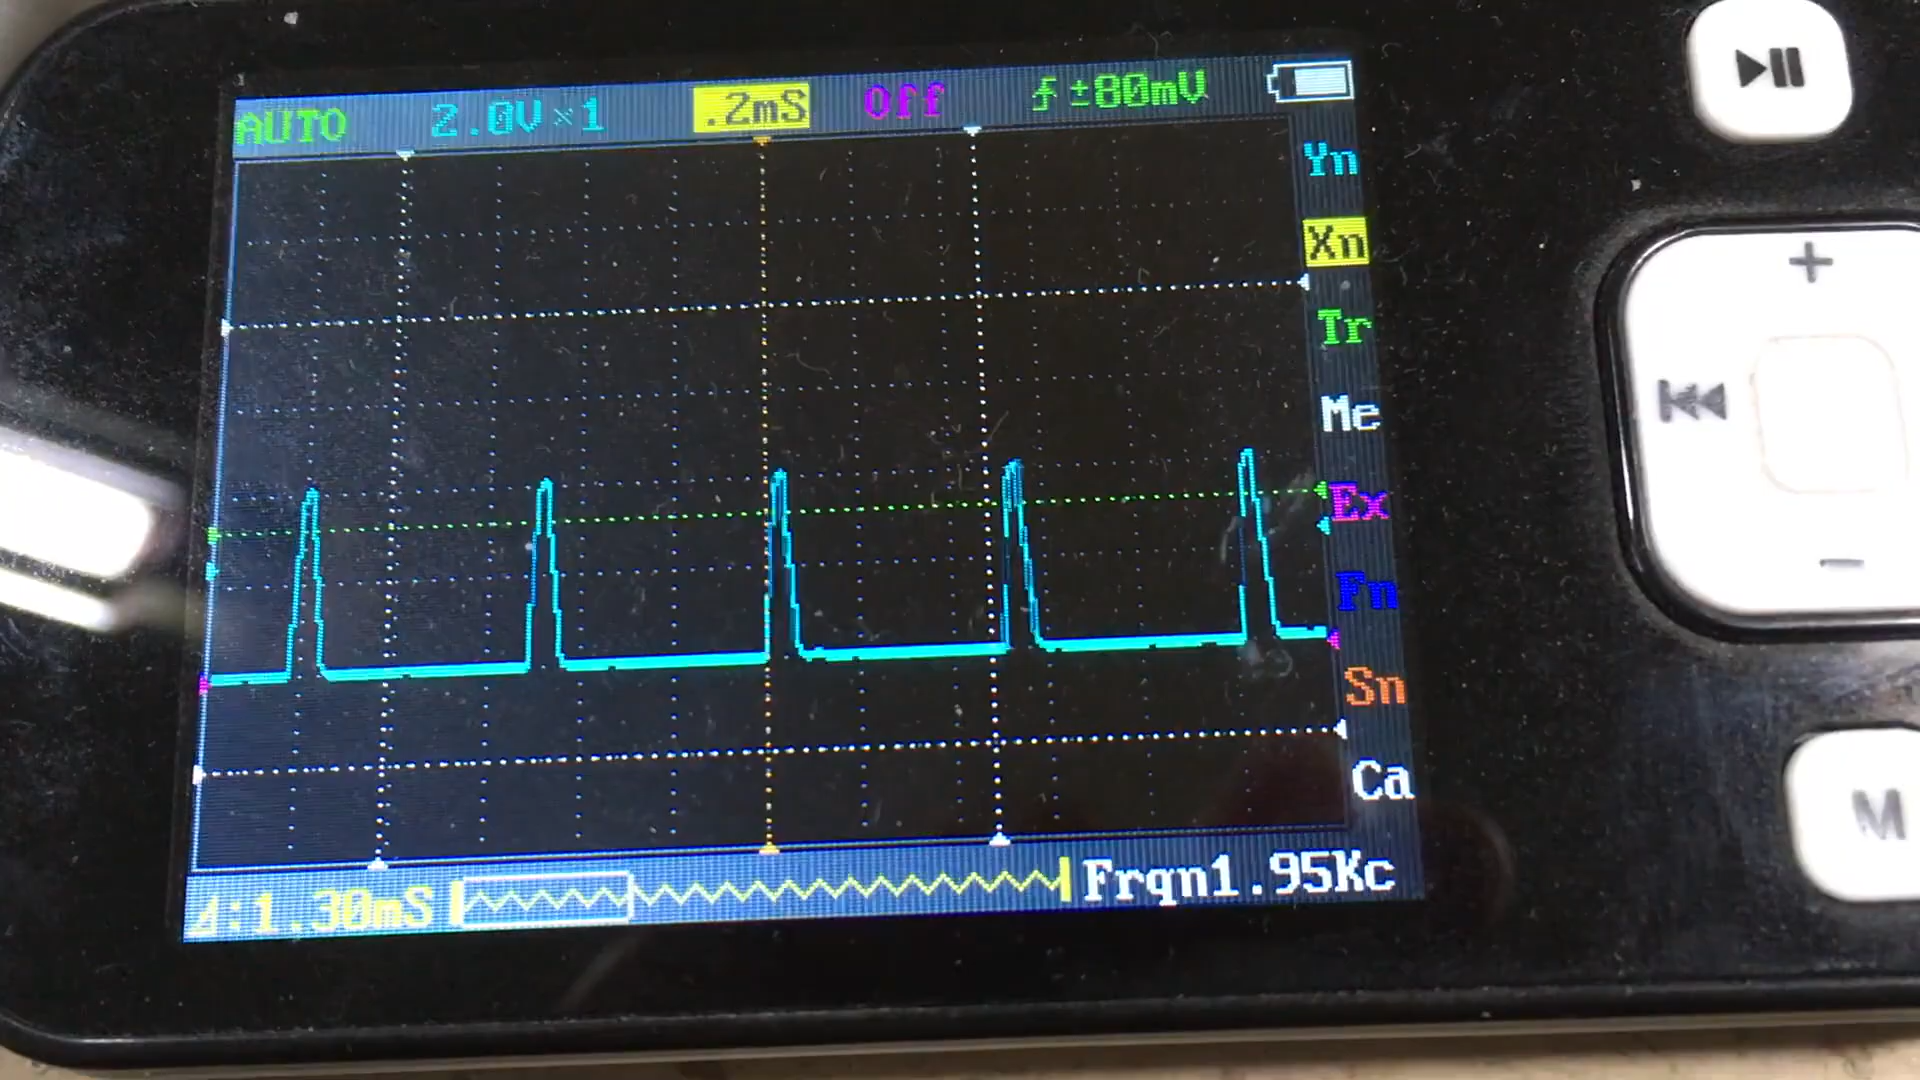 AUTO 2.0V×1 .2mS Off ±80mV
Yn
Xn
Tr
Me
Ex
Fn
Sn
Ca
Δ:1.30mS Frqn1.95Kc
+
−
M